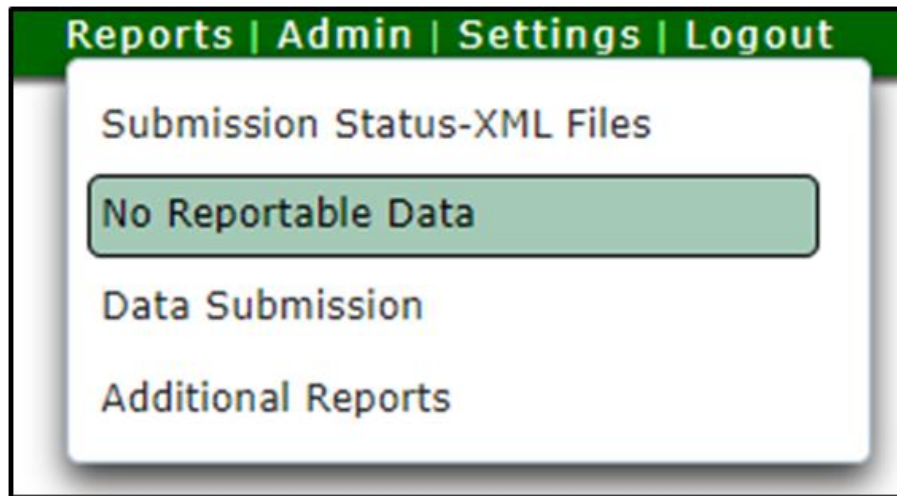 Reports | Admin | Settings | Logout
Submission Status-XML Files
No Reportable Data
Data Submission
Additional Reports